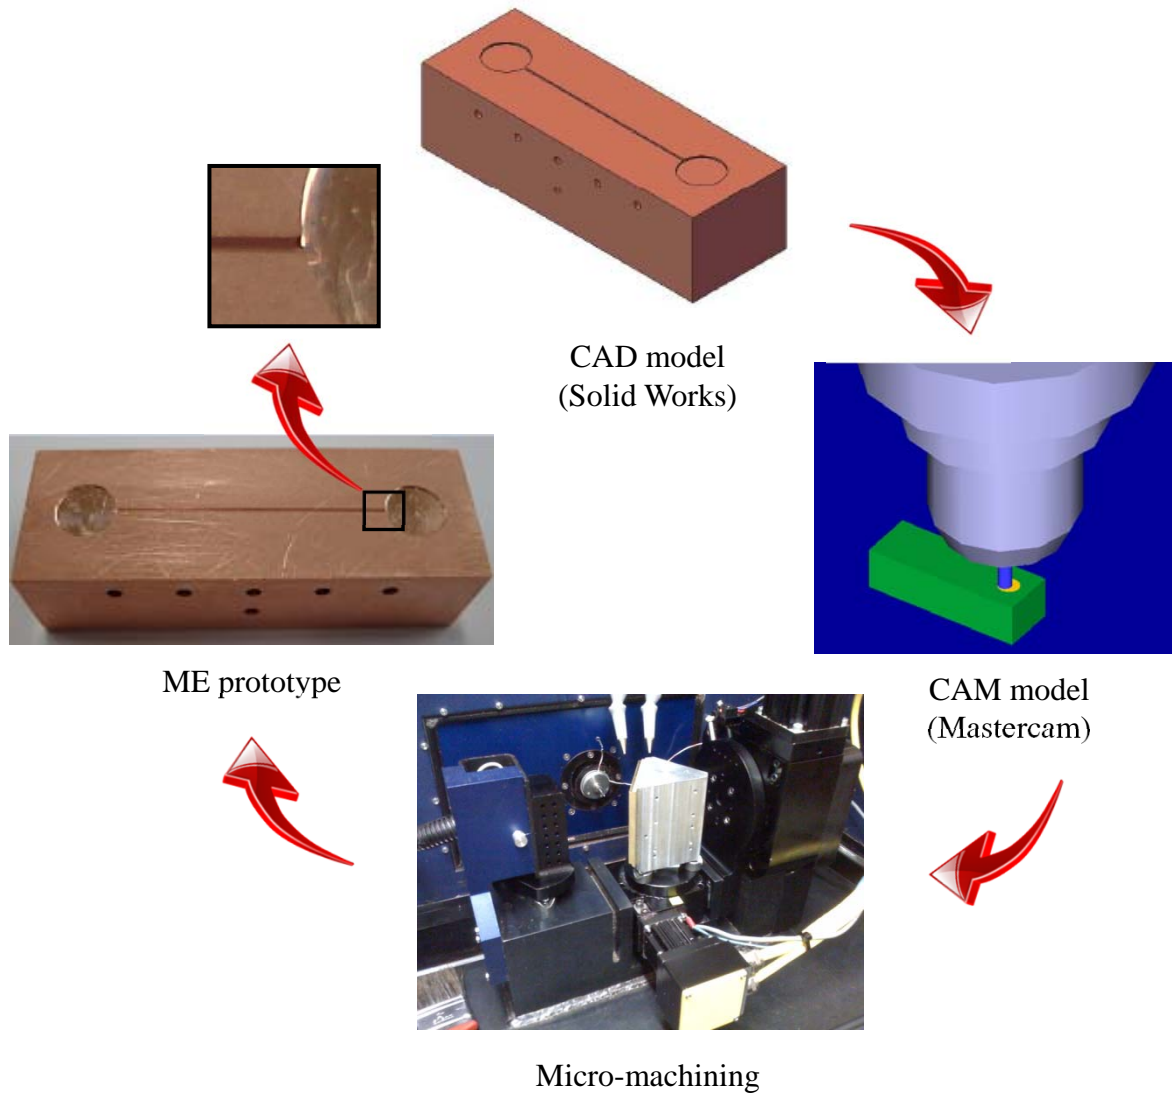 CAD model
(Solid Works)
ME prototype
CAM model
(Mastercam)
Micro-machining